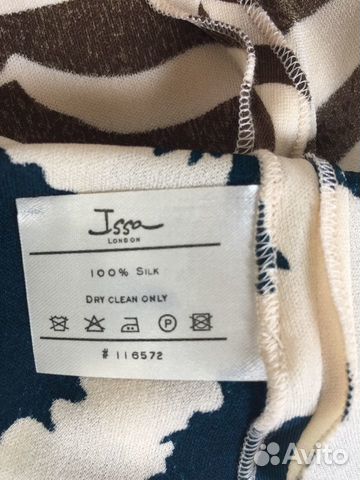 Issa
LONDON
100% SILK
DRY CLEAN ONLY
P
# 116572
Avito